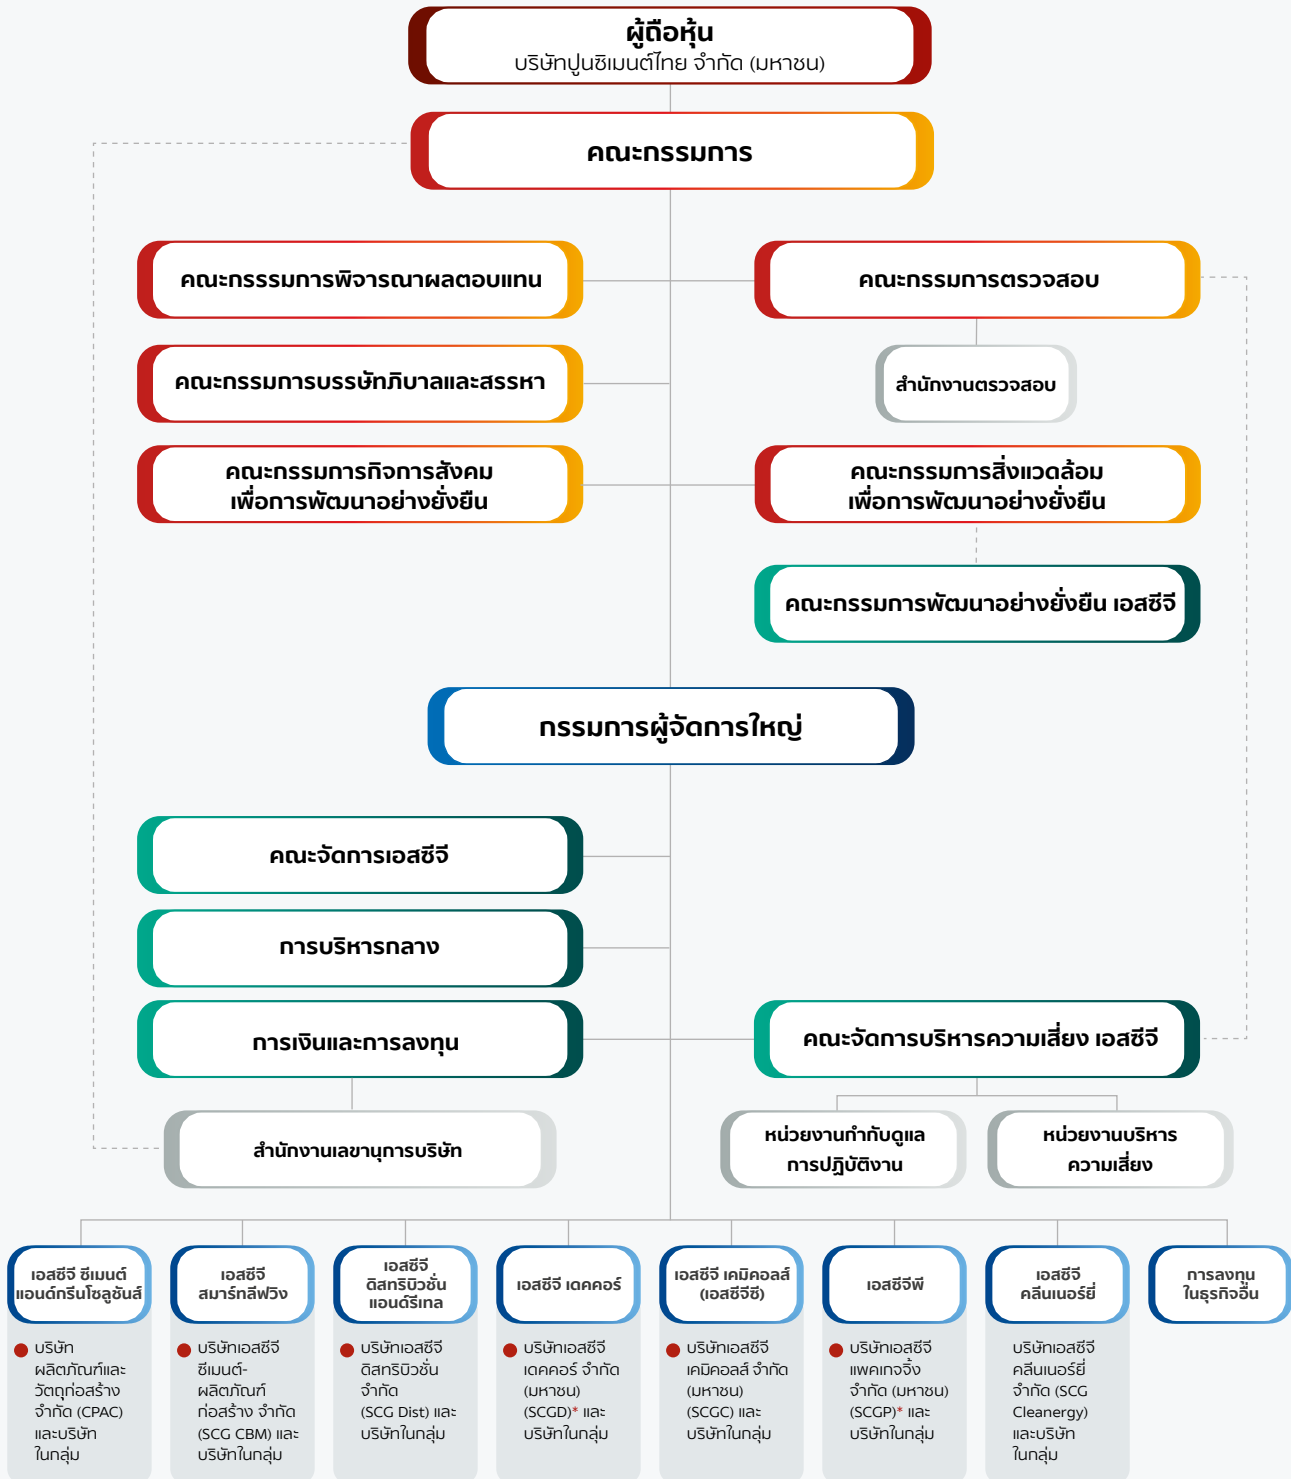 ผู้ถือหุ้น
บริษัทปูนซิเมนต์ไทย จำกัด (มหาชน)
คณะกรรมการ
คณะกรรรมการพิจารณาผลตอบแทน
คณะกรรมการตรวจสอบ
คณะกรรมการบรรษัทภิบาลและสรรหา
สำนักงานตรวจสอบ
คณะกรรมการกิจการสังคม
เพื่อการพัฒนาอย่างยั่งยืน
คณะกรรมการสิ่งแวดล้อม
เพื่อการพัฒนาอย่างยั่งยืน
คณะกรรมการพัฒนาอย่างยั่งยืน เอสซีจี
กรรมการผู้จัดการใหญ่
คณะจัดการเอสซีจี
การบริหารกลาง
การเงินและการลงทุน
คณะจัดการบริหารความเสี่ยง เอสซีจี
สำนักงานเลขานุการบริษัท
หน่วยงานกำกับดูแล
การปฏิบัติงาน
หน่วยงานบริหาร
ความเสี่ยง
เอสซีจี ซีเมนต์
แอนด์กรีนโซลูชันส์
เอสซีจี
สมาร์ทลีฟวิง
เอสซีจี
ดิสทริบิวชั่น
แอนด์รีเทล
เอสซีจี เดคคอร์
เอสซีจี เคมิคอลส์
(เอสซีจีซี)
เอสซีจีพี
เอสซีจี
คลีนเนอร์ยี่
การลงทุน
ในธุรกิจอื่น
บริษัท
ผลิตภัณฑ์และ
วัตถุก่อสร้าง
จำกัด (CPAC)
และบริษัท
ในกลุ่ม
บริษัทเอสซีจี
ซีเมนต์-
ผลิตภัณฑ์
ก่อสร้าง จำกัด
(SCG CBM) และ
บริษัทในกลุ่ม
บริษัทเอสซีจี
ดิสทริบิวชั่น
จำกัด
(SCG Dist) และ
บริษัทในกลุ่ม
บริษัทเอสซีจี
เดคคอร์ จำกัด
(มหาชน)
(SCGD)* และ
บริษัทในกลุ่ม
บริษัทเอสซีจี
เคมิคอลส์ จำกัด
(มหาชน)
(SCGC) และ
บริษัทในกลุ่ม
บริษัทเอสซีจี
แพคเกจจิ้ง
จำกัด (มหาชน)
(SCGP)* และ
บริษัทในกลุ่ม
บริษัทเอสซีจี
คลีนเนอร์ยี่
จำกัด (SCG
Cleanergy)
และบริษัท
ในกลุ่ม